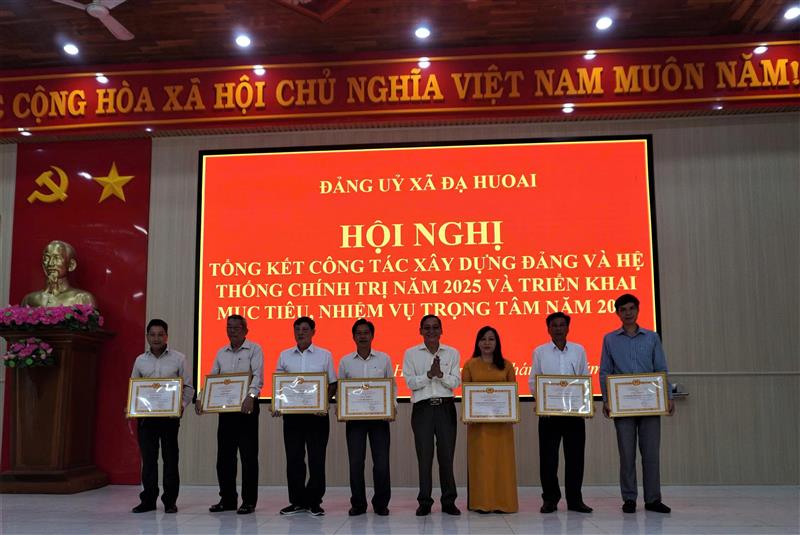 CỘNG HÒA XÃ HỘI CHỦ NGHĨA VIỆT NAM MUÔN NĂM!
ĐẢNG UỶ XÃ ĐẠ HUOAI
HỘI NGHỊ
TỔNG KẾT CÔNG TÁC XÂY DỰNG ĐẢNG VÀ HỆ
THỐNG CHÍNH TRỊ NĂM 2025 VÀ TRIỂN KHAI
MỤC TIÊU, NHIỆM VỤ TRỌNG TÂM NĂM